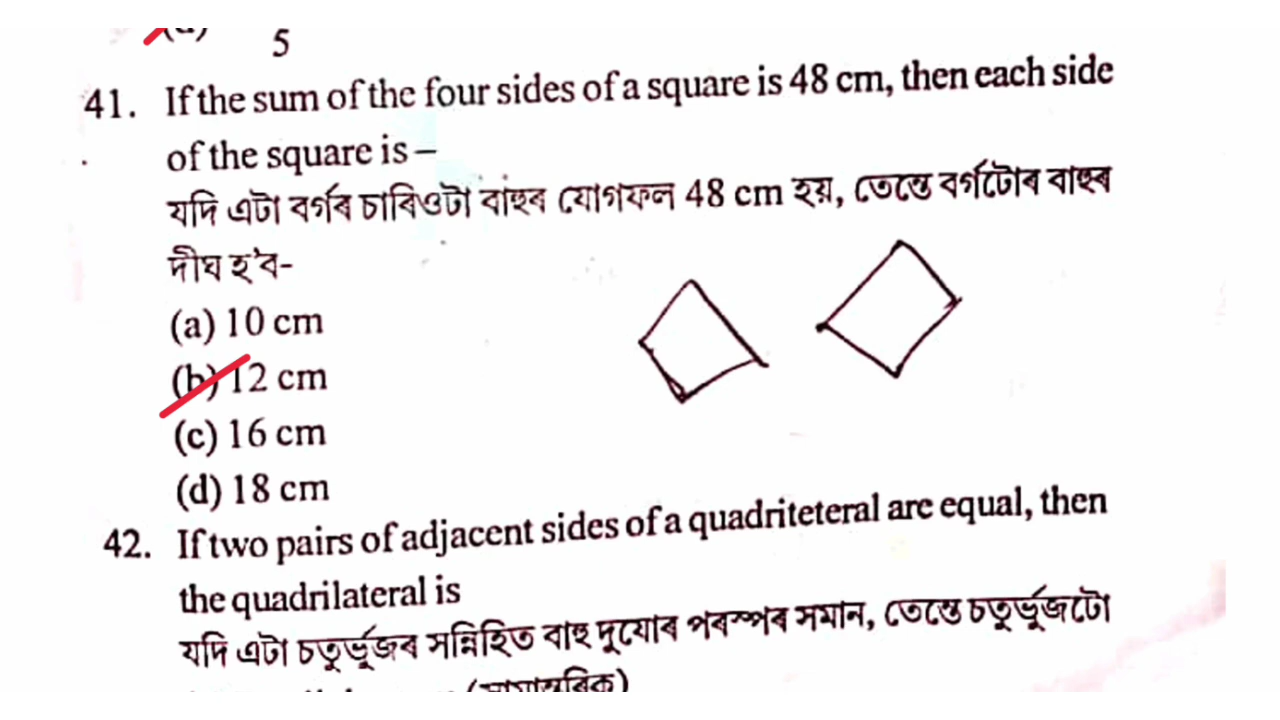 5
41. If the sum of the four sides of a square is 48 cm, then each side
of the square is –
যদি এটা বৰ্গৰ চাৰিওটা বাহুৰ যোগফল 48 cm হয়, তেন্তে বৰ্গটোৰ বাহুৰ
দীঘ হ'ব-
(a) 10 cm
(b) 12 cm
(c) 16 cm
(d) 18 cm
42. If two pairs of adjacent sides of a quadriteteral are equal, then
the quadrilateral is
যদি এটা চতুৰ্ভূজৰ সন্নিহিত বাহু দুযোৰ পৰস্পৰ সমান, তেন্তে চতুৰ্ভূজটো